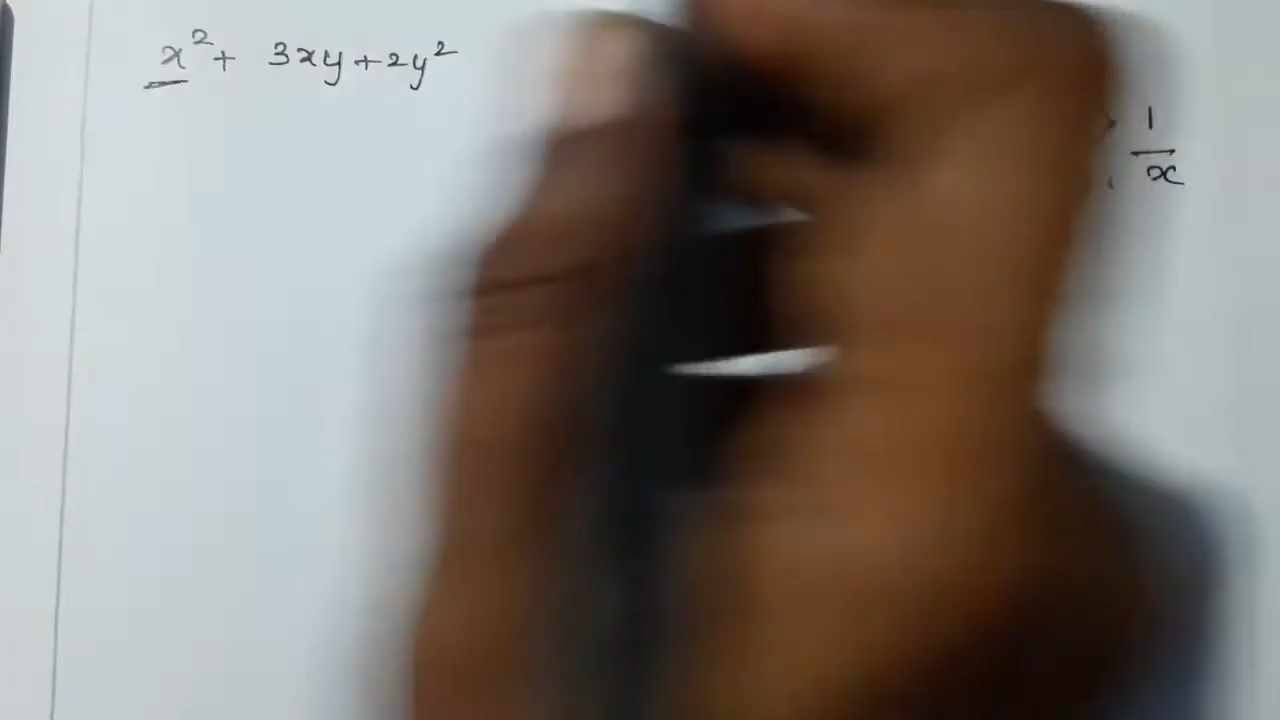 x² + 3xy + 2y²
1/x